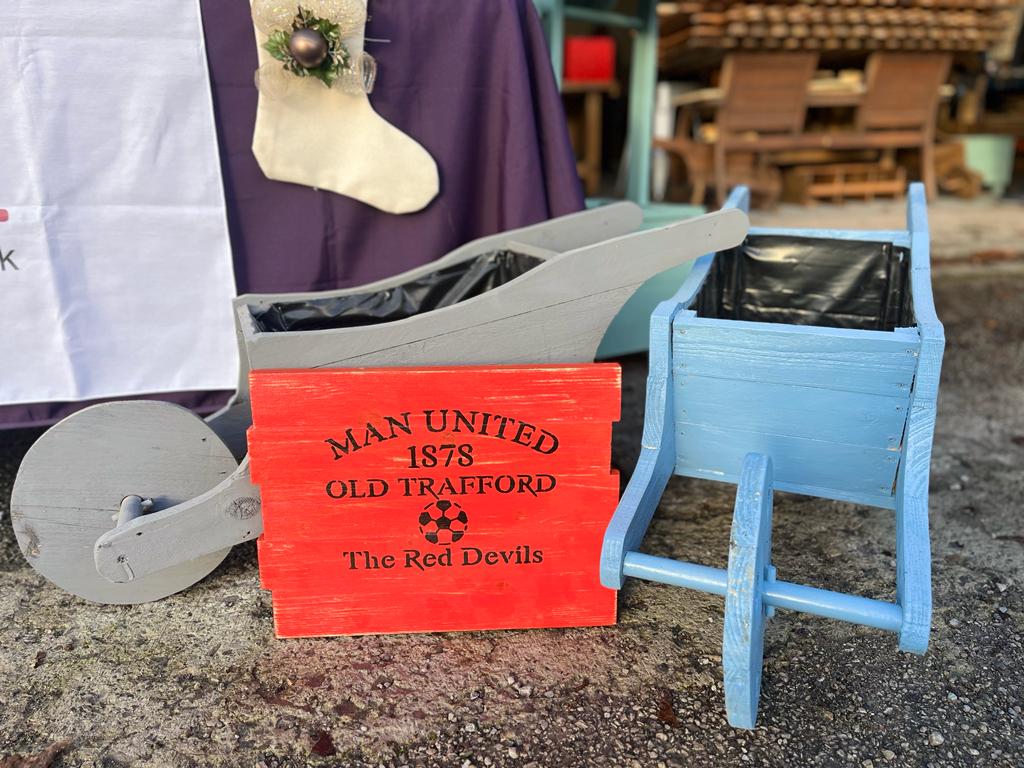 k
MAN UNITED
1878
OLD TRAFFORD
The Red Devils